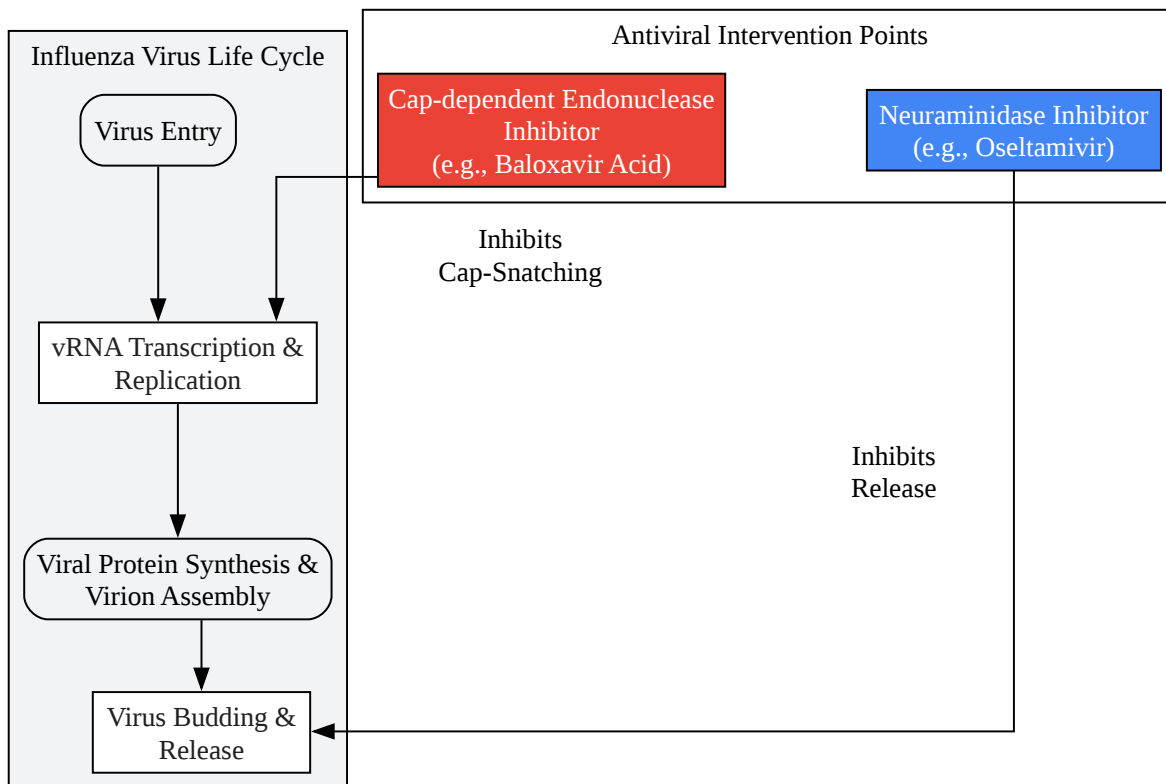 Influenza Virus Life Cycle
Virus Entry
vRNA Transcription &
Replication
Viral Protein Synthesis &
Virion Assembly
Virus Budding &
Release
Antiviral Intervention Points
Cap-dependent Endonuclease
Inhibitor
(e.g., Baloxavir Acid)
Neuraminidase Inhibitor
(e.g., Oseltamivir)
Inhibits
Cap-Snatching
Inhibits
Release